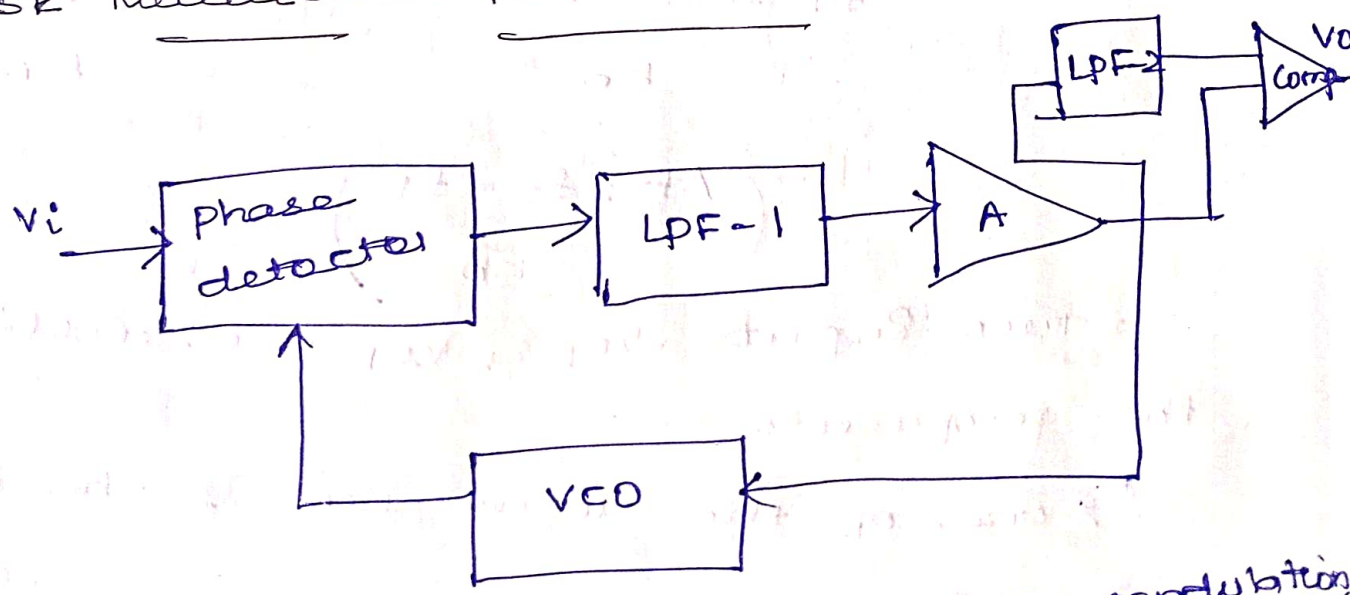 Vi
phase
detector
LPF-1
A
LPF-2
Comp
Vo
VCO